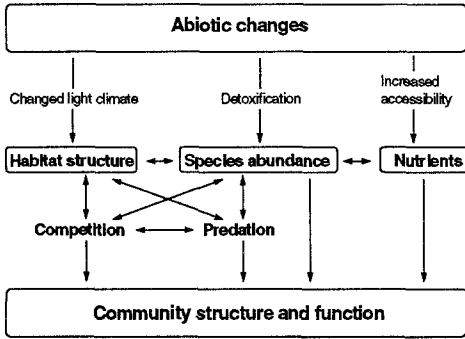 Abiotic changes
Changed light climate
Detoxification
Increased
accessibility
Habitat structure
Species abundance
Nutrients
Competition
Predation
Community structure and function